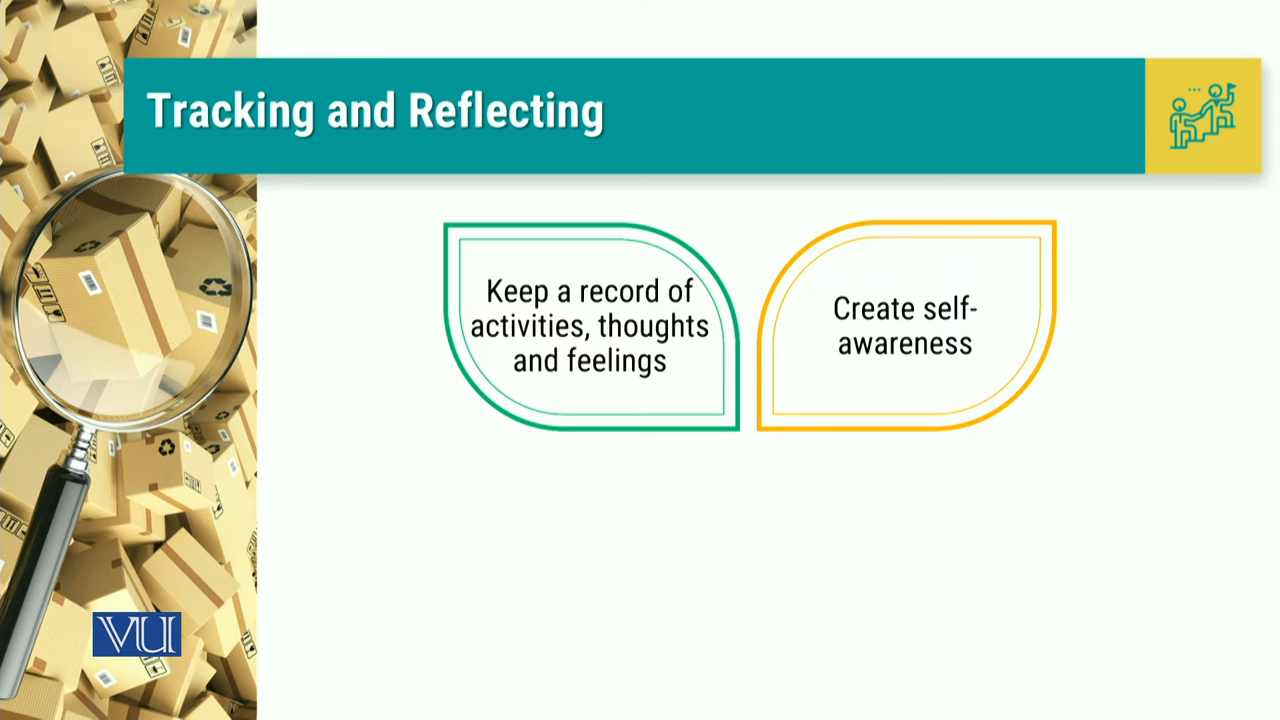 Tracking and Reflecting
Keep a record of
activities, thoughts
and feelings
Create self-
awareness
VU